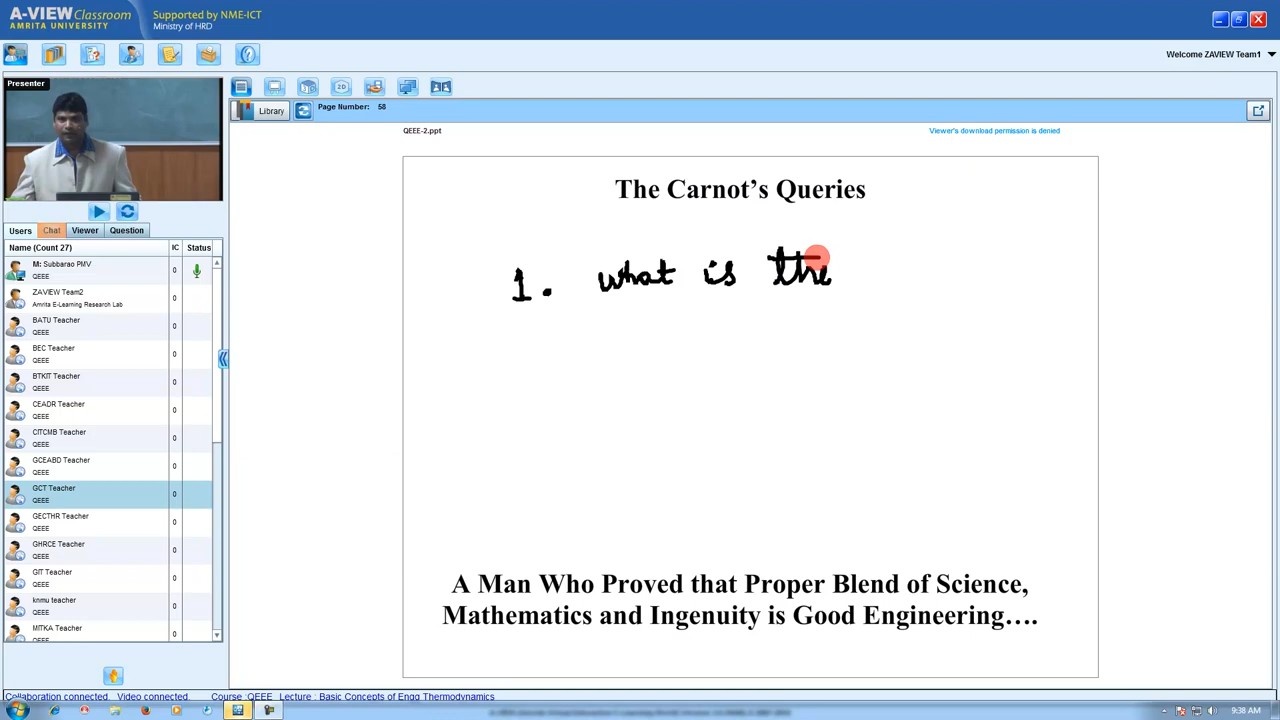 A-VIEW Classroom
AMRITA UNIVERSITY
Supported by NME-ICT
Ministry of HRD
Welcome ZAVIEW Team1
Presenter
Library
Page Number: 58
QEEE-2.ppt
Viewer's download permission is denied
The Carnot's Queries
1. what is the
A Man Who Proved that Proper Blend of Science,
Mathematics and Ingenuity is Good Engineering….
Users Chat Viewer Question
Name (Count 27) IC Status
M: Subbarao PMV
QEEE
0
ZAVIEW Team2
Amrita E-Learning Research Lab
0
BATU Teacher
QEEE
0
BEC Teacher
QEEE
0
BTKIT Teacher
QEEE
0
CEADR Teacher
QEEE
0
CITCMB Teacher
QEEE
0
GCEABD Teacher
QEEE
0
GCT Teacher
QEEE
0
GECTHR Teacher
QEEE
0
GHRCE Teacher
QEEE
0
GIT Teacher
QEEE
0
knmu teacher
QEEE
0
MITKA Teacher
QEEE
0
Collaboration connected. Video connected. Course : QEEE Lecture : Basic Concepts of Engg Thermodynamics
9:38 AM